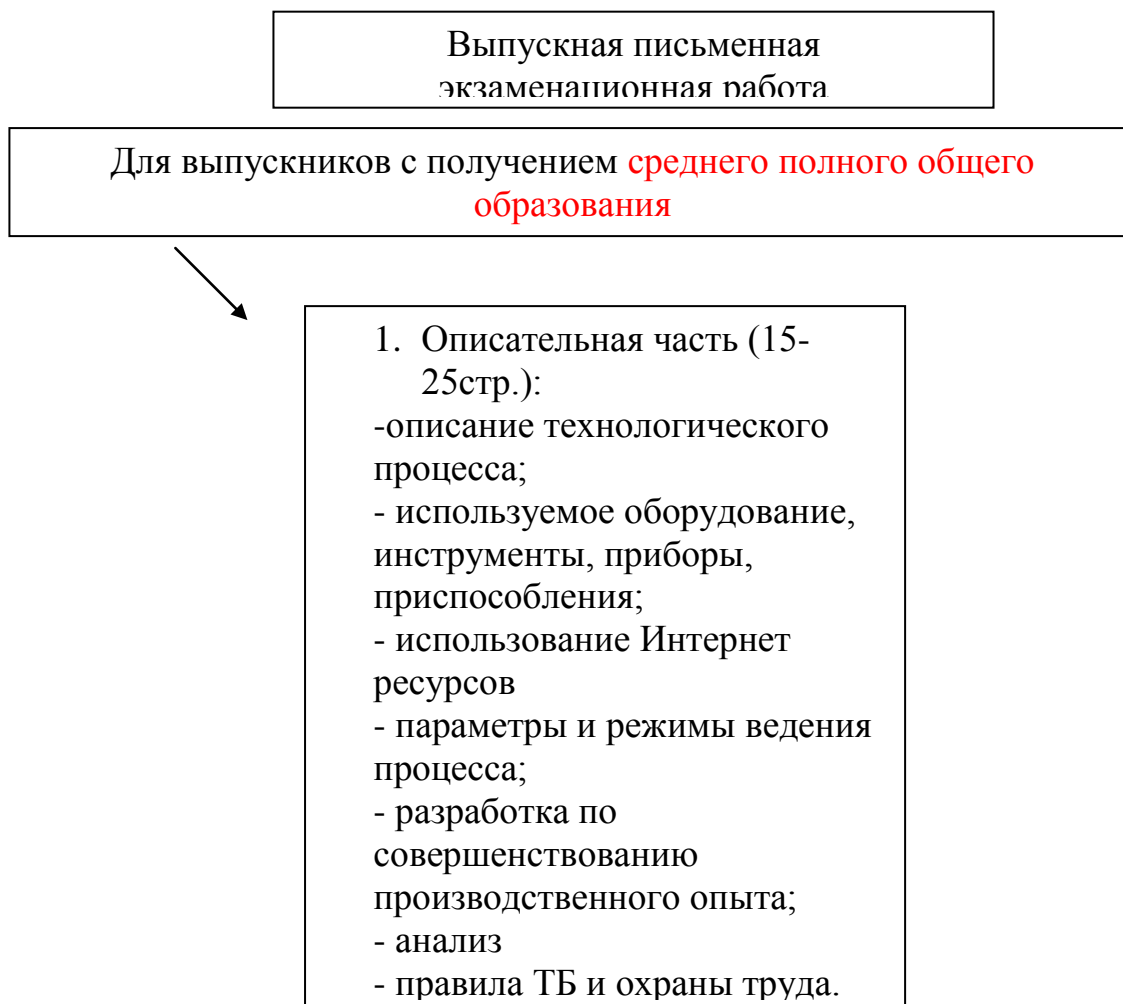 Выпускная письменная
экзаменационная работа
Для выпускников с получением среднего полного общего
образования
1. Описательная часть (15-
25стр.):
-описание технологического
процесса;
- используемое оборудование,
инструменты, приборы,
приспособления;
- использование Интернет
ресурсов
- параметры и режимы ведения
процесса;
- разработка по
совершенствованию
производственного опыта;
- анализ
- правила ТБ и охраны труда.